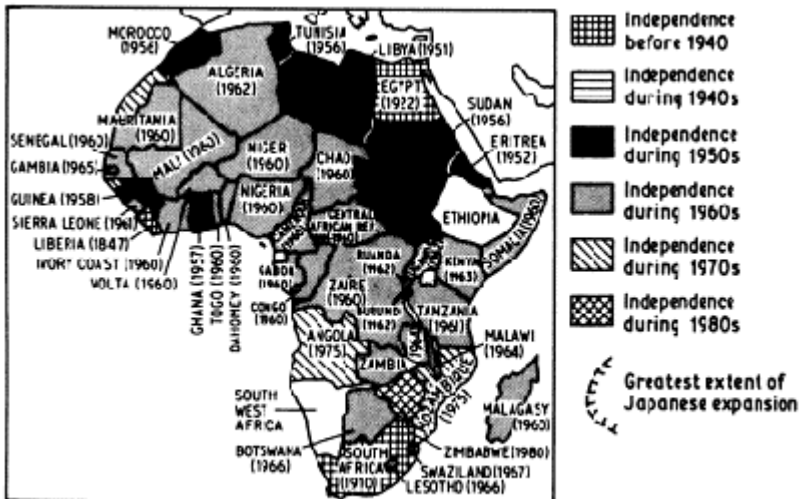 MOROCCO
(1956)
TUNISIA
(1956)
LIBYA (1951)
ALGERIA
(1962)
EGYPT
(1922)
SUDAN
(1956)
ERITREA
(1952)
MAURITANIA
(1960)
SENEGAL (1960)
GAMBIA (1965)
MALI (1960)
NIGER
(1960)
CHAD
(1960)
NIGERIA
(1960)
GUINEA (1958)
SIERRA LEONE (1961)
LIBERIA (1847)
IVORY COAST (1960)
VOLTA (1960)
GHANA (1957)
TOGO (1960)
DAHOMEY (1960)
CENTRAL
AFRICAN REP
(1960)
ETHIOPIA
SOMALIA (1960)
GABON
(1960)
CONGO
(1960)
ZAIRE
(1960)
RUANDA
(1962)
BURUNDI
(1962)
KENYA
(1963)
TANZANIA
(1961)
ANGOLA
(1975)
ZAMBIA
MALAWI
(1964)
MOZAMBIQUE
(1975)
MALAGASY
(1960)
SOUTH
WEST
AFRICA
BOTSWANA
(1966)
SOUTH
AFRICA
(1910)
ZIMBABWE (1980)
SWAZILAND (1967)
LESOTHO (1966)
Independence
before 1940
Independence
during 1940s
Independence
during 1950s
Independence
during 1960s
Independence
during 1970s
Independence
during 1980s
Greatest extent of
Japanese expansion